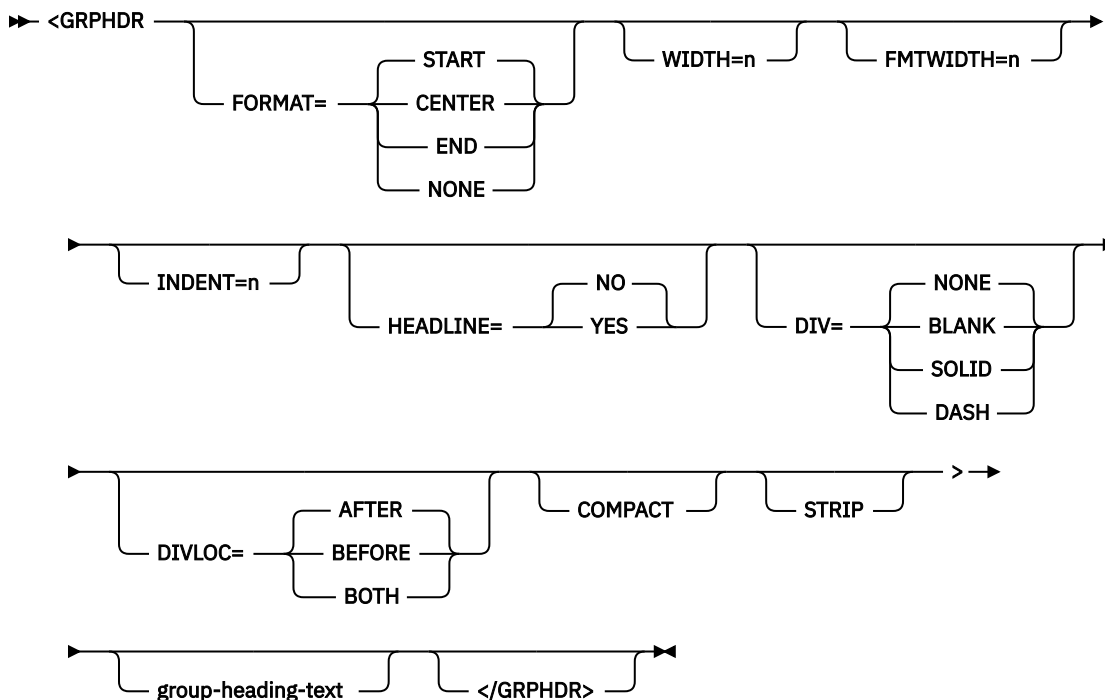 <GRPHDR
START
WIDTH=n FMTWIDTH=n
FORMAT= CENTER
END
NONE
INDENT=n NO NONE
HEADLINE= YES DIV= BLANK
SOLID
DASH
AFTER COMPACT STRIP >
DIVLOC= BEFORE
BOTH
group-heading-text </GRPHDR>